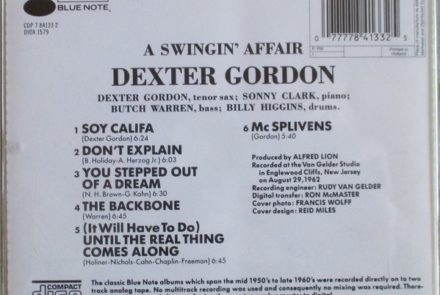 BLUE NOTE.
CDP 7 84133 2
DIDX 1579
0 77778 41332 5
A SWINGIN' AFFAIR
DEXTER GORDON
DEXTER GORDON, tenor sax; SONNY CLARK, piano;
BUTCH WARREN, bass; BILLY HIGGINS, drums.
1 SOY CALIFA
(Dexter Gordon) 6:24
2 DON'T EXPLAIN
(B. Holiday-A. Herzog Jr.) 6:03
3 YOU STEPPED OUT
OF A DREAM
(N. H. Brown-G. Kahn) 6:30
4 THE BACKBONE
(Warren) 6:45
5 (It Will Have To Do)
UNTIL THE REAL THING
COMES ALONG
(Holiner-Nichols-Cahn-Chaplin-Freeman) 6:45
6 Mc SPLIVENS
(Gordon) 5:40
Produced by ALFRED LION
Recorded at the Van Gelder Studio
in Englewood Cliffs, New Jersey
on August 29, 1962
Recording engineer: RUDY VAN GELDER
Digital transfer: RON McMASTER
Cover photo: FRANCIS WOLFF
Cover design: REID MILES
COMPACT
The classic Blue Note albums which span the mid 1950's to late 1960's were recorded directly on to two
track analog tape. No multitrack recording was used and consequently no mixing was required.